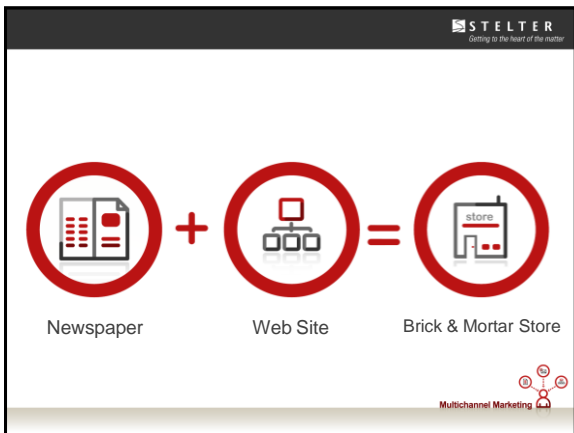 STELTER
Getting to the heart of the matter
store
Newspaper
Web Site
Brick & Mortar Store
Multichannel Marketing